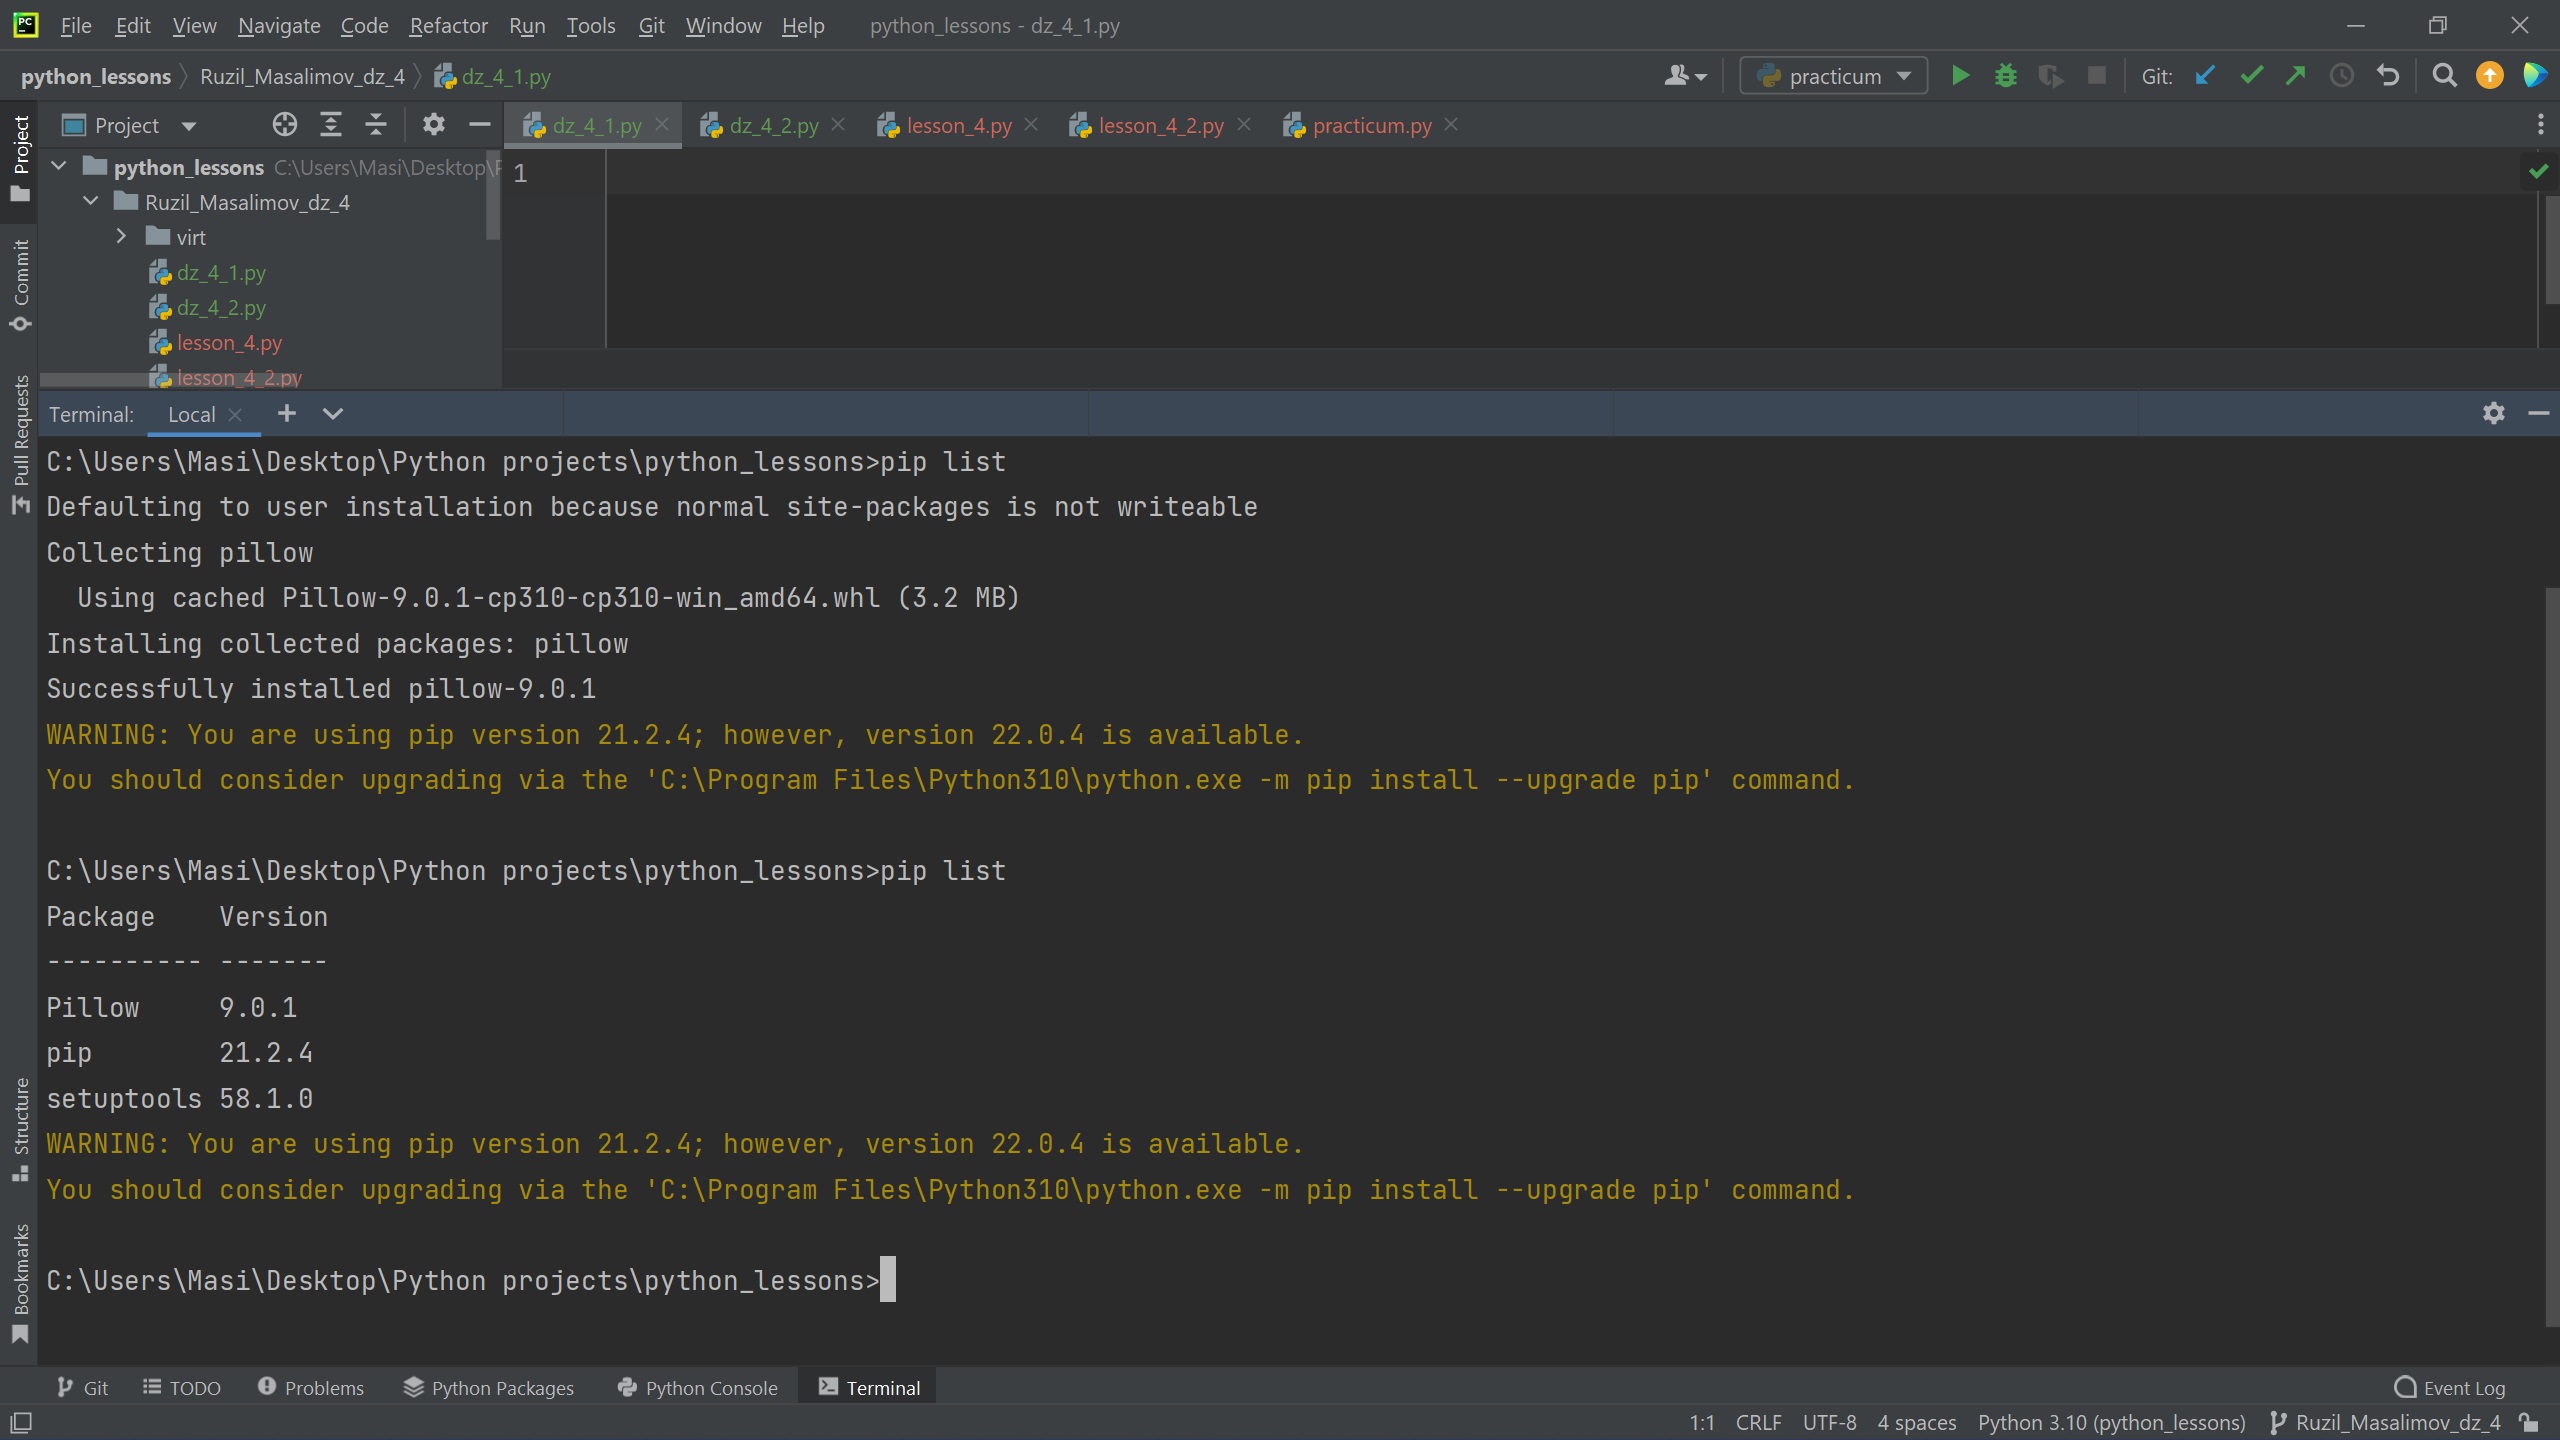 PC File Edit View Navigate Code Refactor Run Tools Git Window Help python_lessons - dz_4_1.py
python_lessons Ruzil_Masalimov_dz_4 dz_4_1.py practicum Git:
Project dz_4_1.py dz_4_2.py lesson_4.py lesson_4_2.py practicum.py
python_lessons C:\Users\Masi\Desktop\P
1
Ruzil_Masalimov_dz_4
virt
dz_4_1.py
dz_4_2.py
lesson_4.py
lesson_4_2.py
Project
Commit
Pull Requests
Structure
Bookmarks
Terminal: Local
C:\Users\Masi\Desktop\Python projects\python_lessons>pip list
Defaulting to user installation because normal site-packages is not writeable
Collecting pillow
Using cached Pillow-9.0.1-cp310-cp310-win_amd64.whl (3.2 MB)
Installing collected packages: pillow
Successfully installed pillow-9.0.1
WARNING: You are using pip version 21.2.4; however, version 22.0.4 is available.
You should consider upgrading via the 'C:\Program Files\Python310\python.exe -m pip install --upgrade pip' command.
C:\Users\Masi\Desktop\Python projects\python_lessons>pip list
Package Version
---------- -------
Pillow 9.0.1
pip 21.2.4
setuptools 58.1.0
WARNING: You are using pip version 21.2.4; however, version 22.0.4 is available.
You should consider upgrading via the 'C:\Program Files\Python310\python.exe -m pip install --upgrade pip' command.
C:\Users\Masi\Desktop\Python projects\python_lessons>
Git TODO Problems Python Packages Python Console Terminal Event Log
1:1 CRLF UTF-8 4 spaces Python 3.10 (python_lessons) Ruzil_Masalimov_dz_4